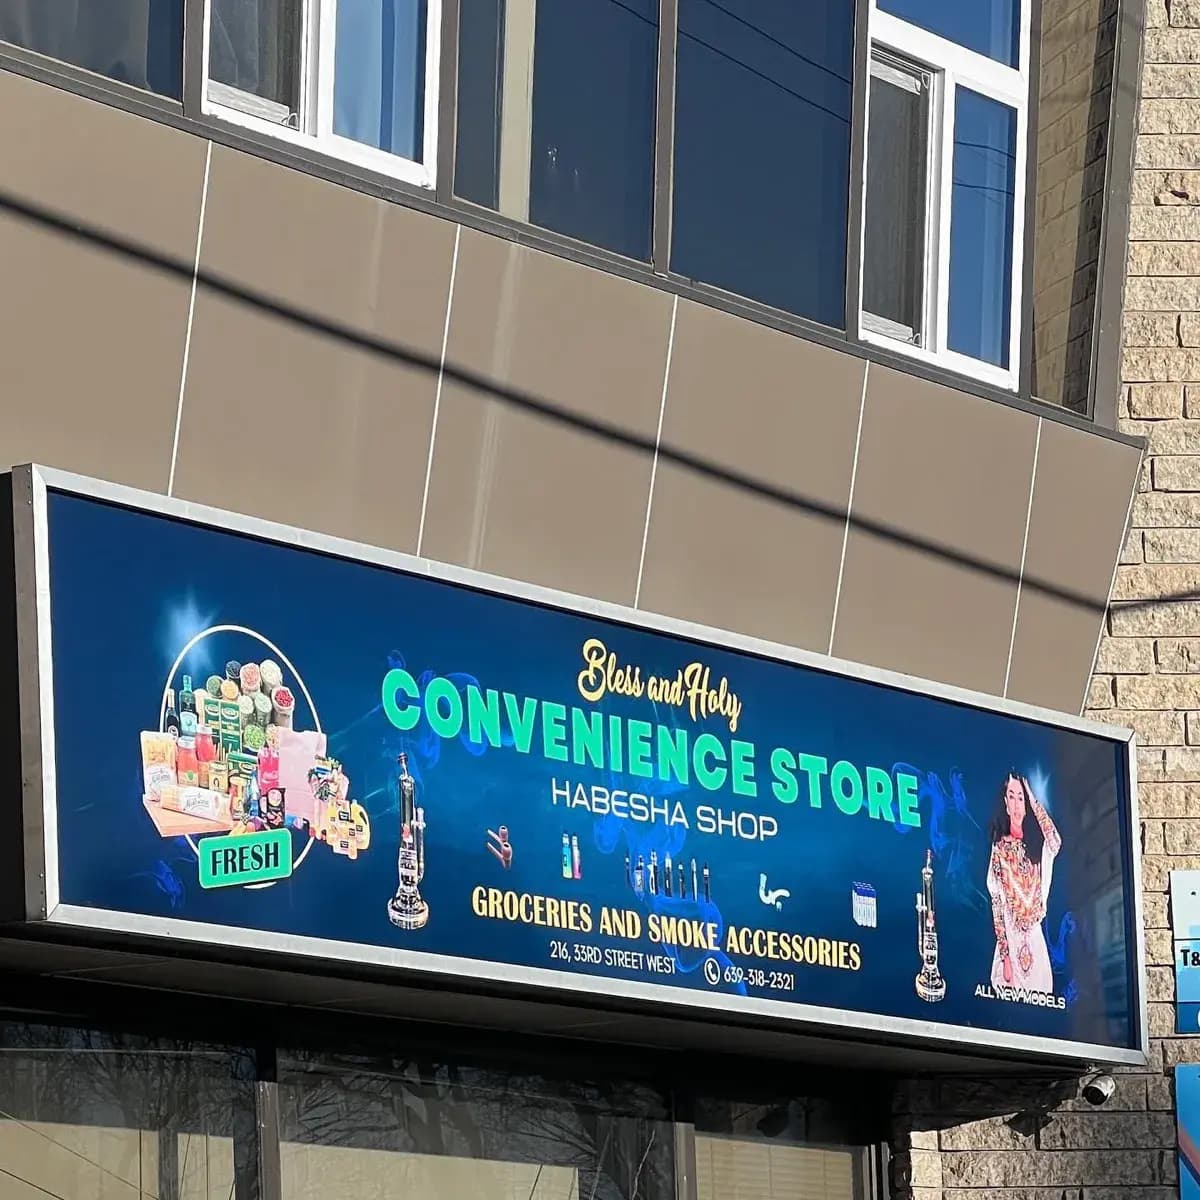 Bless and Holy
CONVENIENCE STORE
HABESHA SHOP
FRESH
GROCERIES AND SMOKE ACCESSORIES
216, 33RD STREET WEST 639-318-2321
ALL NEW MODELS
T&